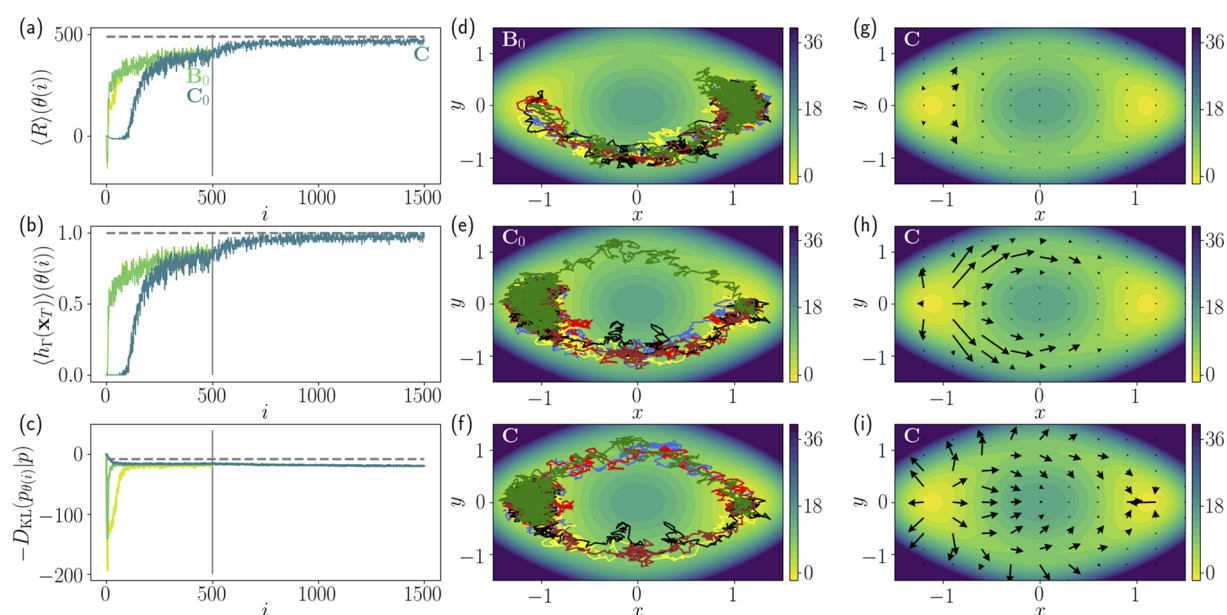 (a)
500
0
⟨R⟩(θ(i))
B₀
C₀
C
0 500 1000 1500
i
(b)
1.0
0.5
0.0
⟨h_Γ(x_T)⟩(θ(i))
0 500 1000 1500
i
(c)
0
−100
−200
−D_KL(p_θ(i)|p)
0 500 1000 1500
i
(d)
B₀
1
0
−1
y
−1 0 1
x
36
18
0
(e)
C₀
1
0
−1
y
−1 0 1
x
36
18
0
(f)
C
1
0
−1
y
−1 0 1
x
36
18
0
(g)
C
1
0
−1
y
−1 0 1
x
36
18
0
(h)
C
1
0
−1
y
−1 0 1
x
36
18
0
(i)
C
1
0
−1
y
−1 0 1
x
36
18
0